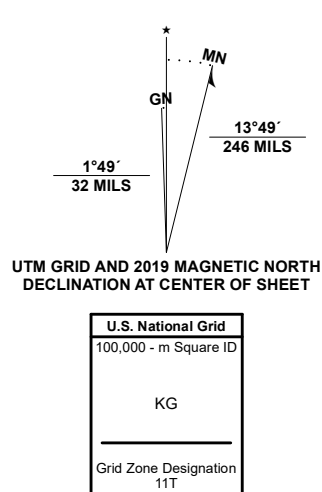 ★
MN
GN
13°49´
246 MILS
1°49´
32 MILS
UTM GRID AND 2019 MAGNETIC NORTH
DECLINATION AT CENTER OF SHEET
U.S. National Grid
100,000 - m Square ID
KG
Grid Zone Designation
11T